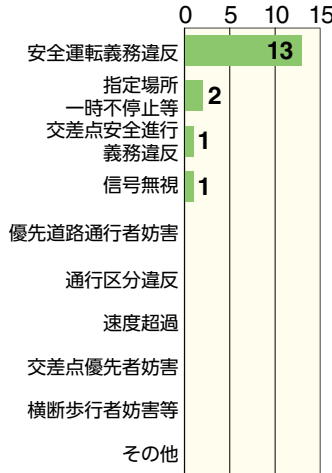 0 5 10 15
安全運転義務違反 13
指定場所
一時不停止等 2
交差点安全進行
義務違反 1
信号無視 1
優先道路通行者妨害
通行区分違反
速度超過
交差点優先者妨害
横断歩行者妨害等
その他